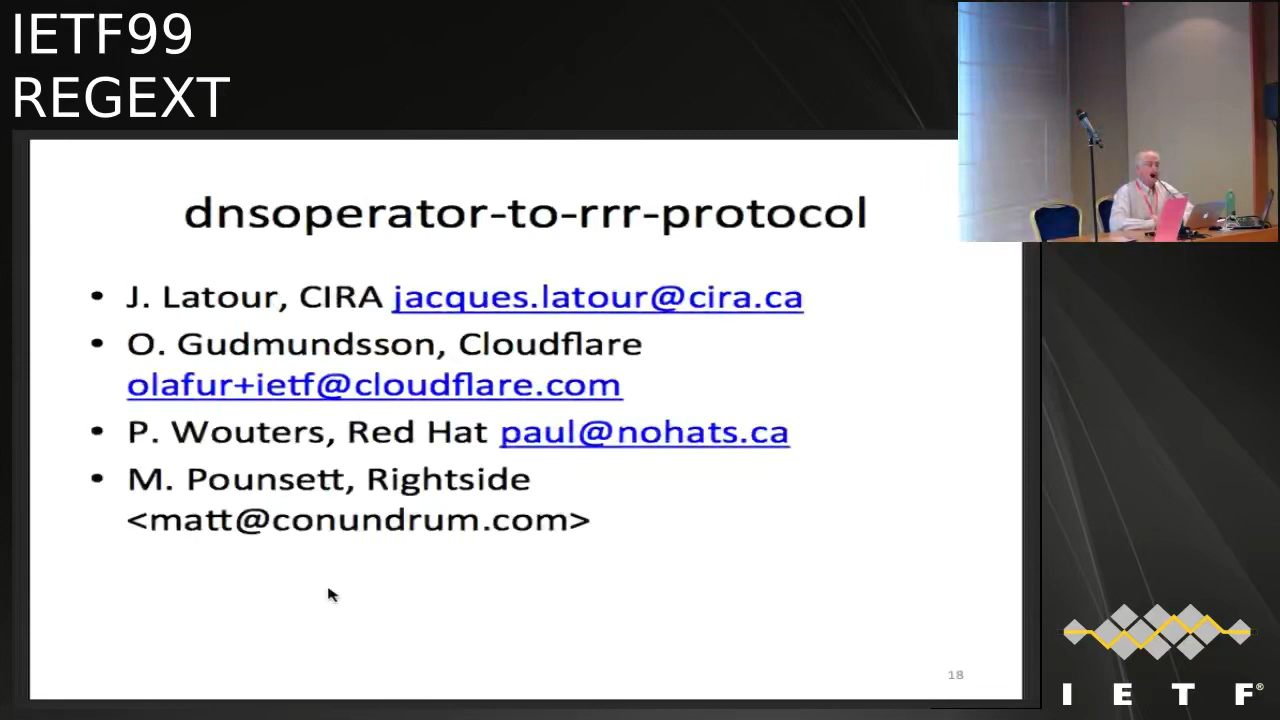 IETF99
REGEXT
dnsoperator-to-rrr-protocol
• J. Latour, CIRA jacques.latour@cira.ca
• O. Gudmundsson, Cloudflare
olafur+ietf@cloudflare.com
• P. Wouters, Red Hat paul@nohats.ca
• M. Pounsett, Rightside
<matt@conundrum.com>
18
I E T F®